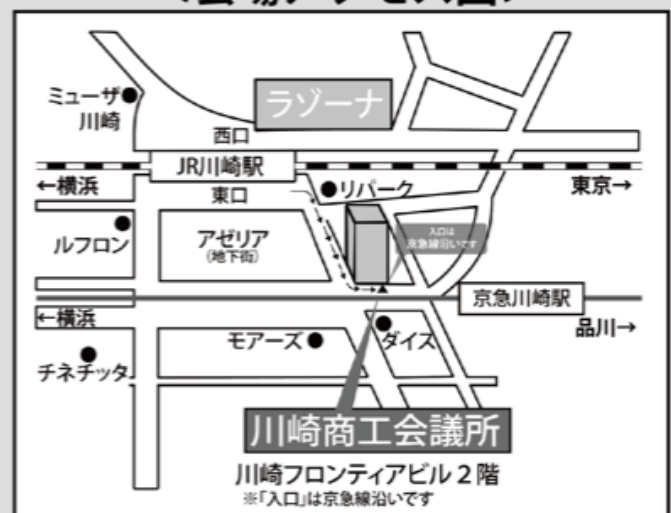 ミューザ
川崎
ラゾーナ
西口
JR川崎駅
←横浜
東京→
東口
リパーク
ルフロン
アゼリア
(地下街)
入口は
京急線沿いです
京急川崎駅
←横浜
品川→
モアーズ
ダイス
チネチッタ
川崎商工会議所
川崎フロンティアビル2階
※「入口」は京急線沿いです